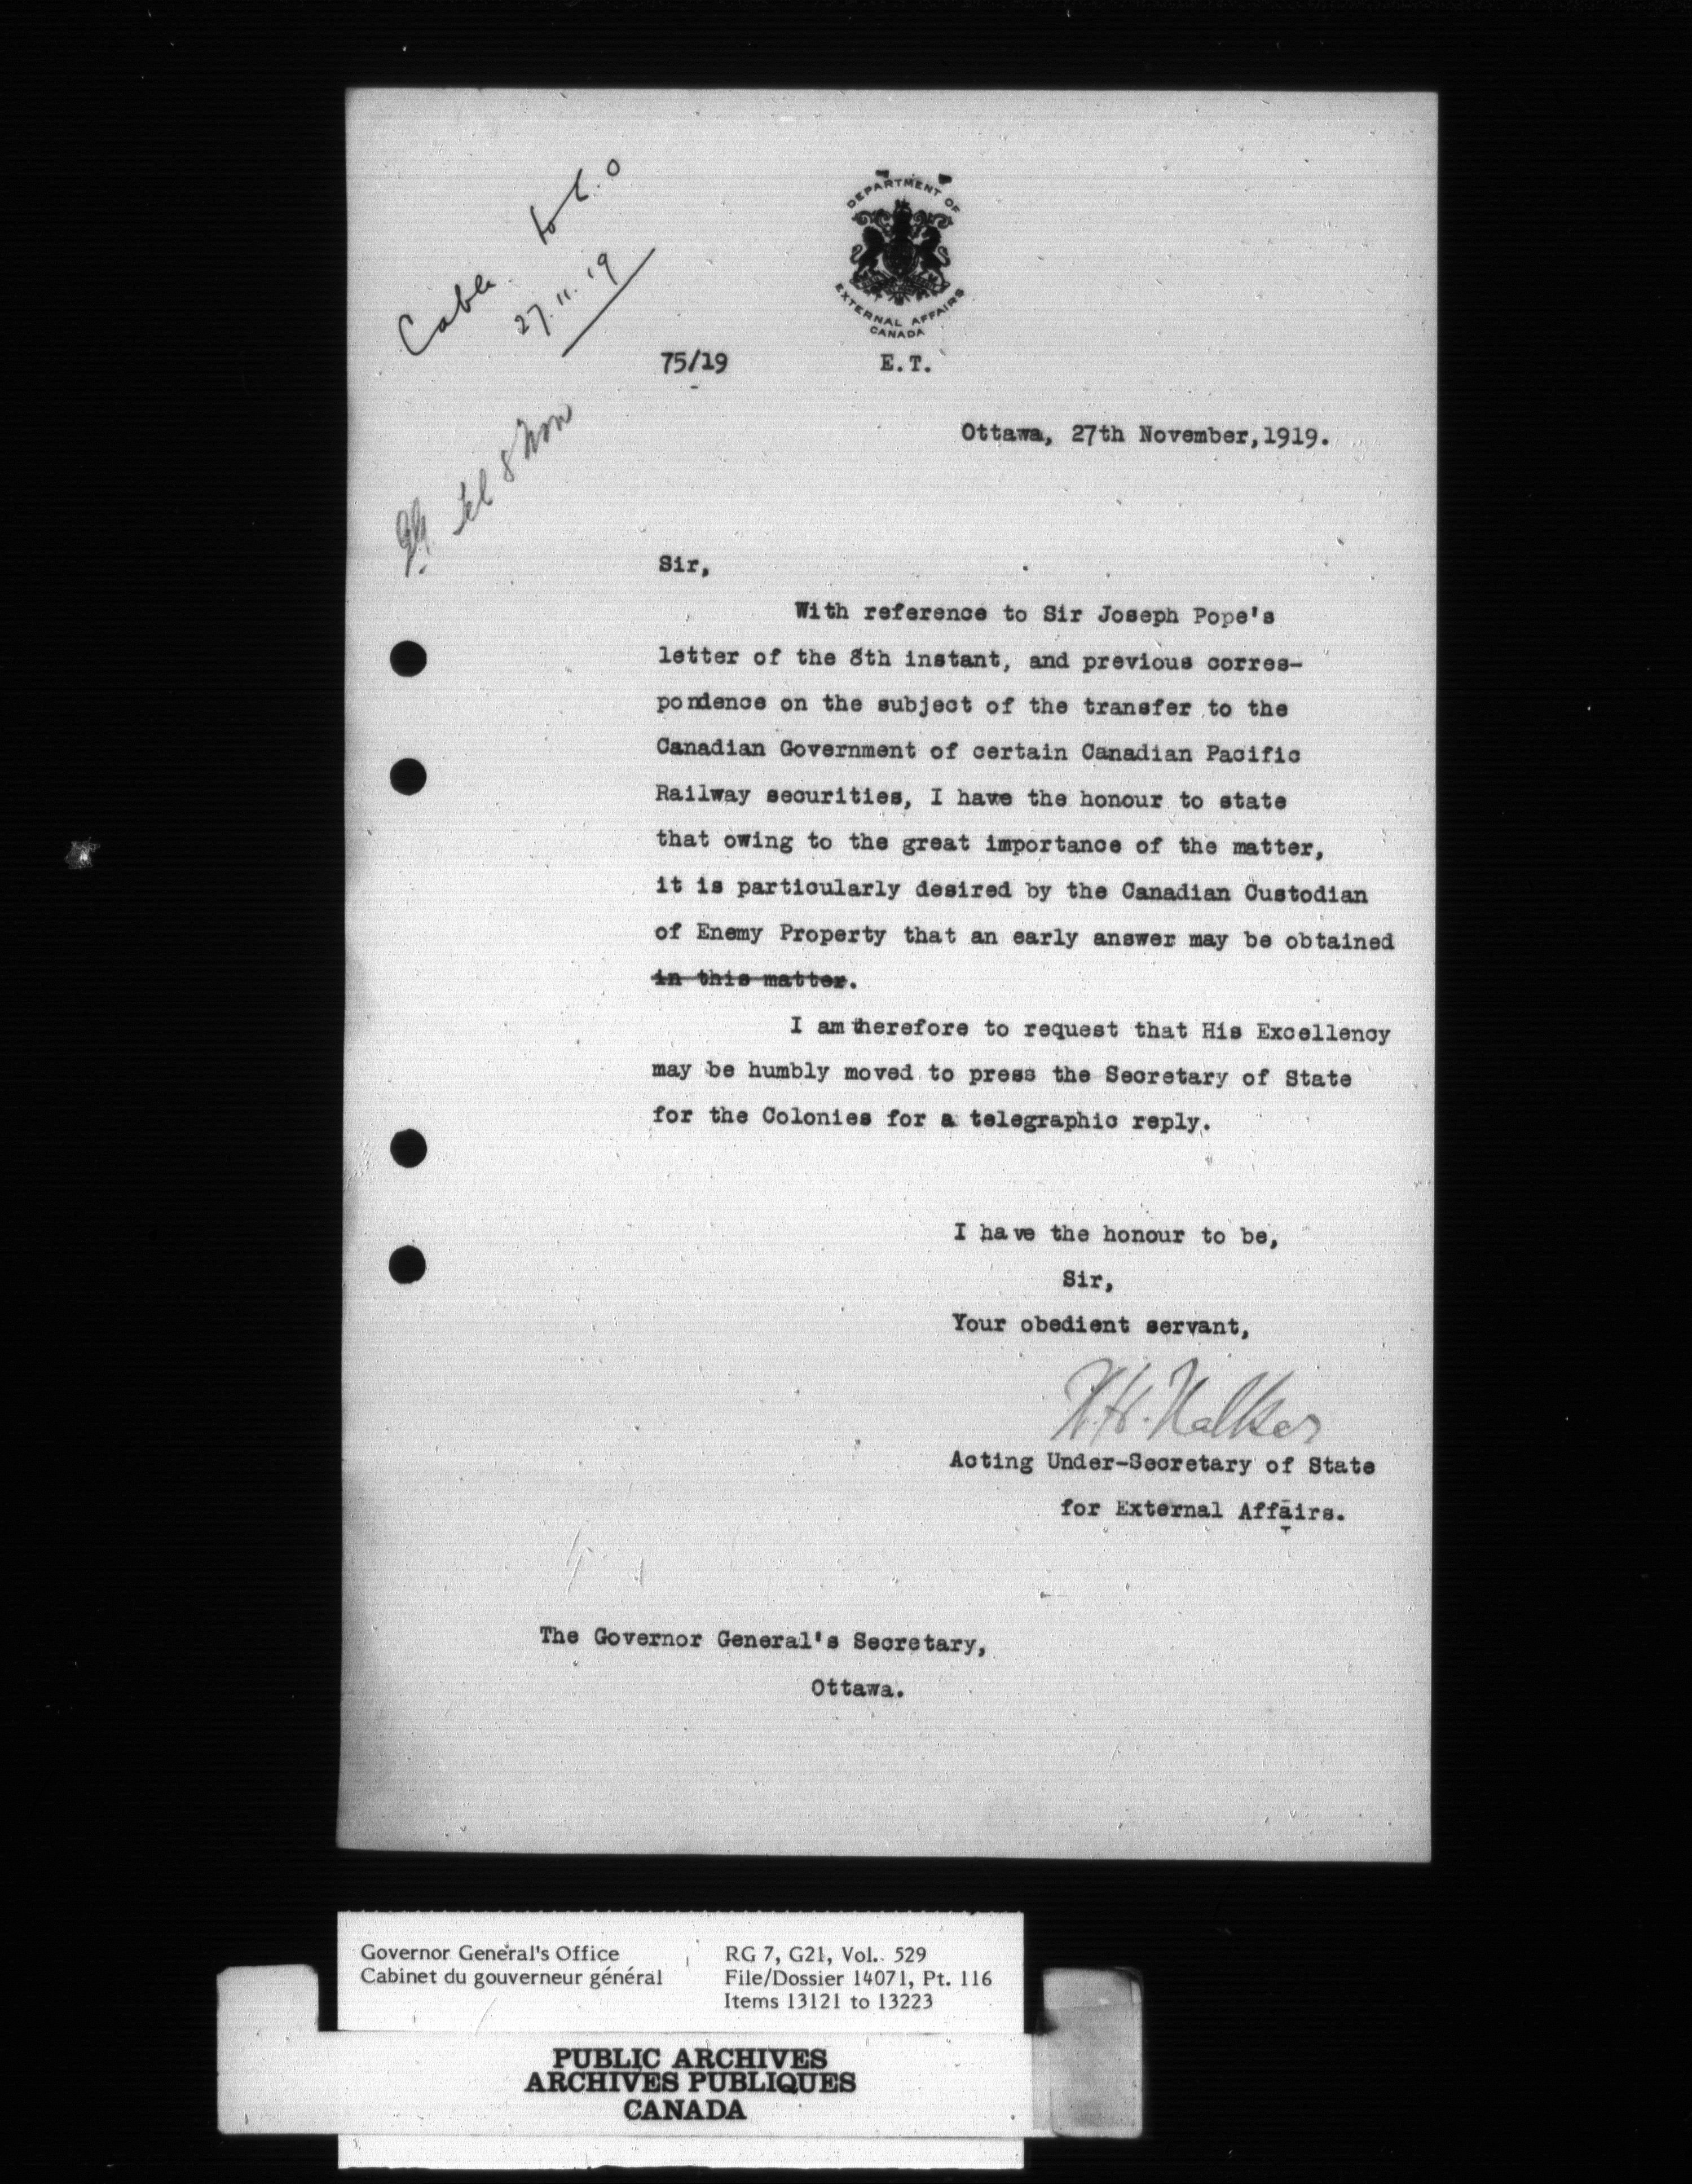 Cable to C.O
27.11.'19
GG. Tel 8 Nov
DEPARTMENT OF
EXTERNAL AFFAIRS
CANADA
75/19 E.T.
Ottawa, 27th November, 1919.
Sir,
With reference to Sir Joseph Pope's
letter of the 8th instant, and previous corres-
pondence on the subject of the transfer to the
Canadian Government of certain Canadian Pacific
Railway securities, I have the honour to state
that owing to the great importance of the matter,
it is particularly desired by the Canadian Custodian
of Enemy Property that an early answer may be obtained
in this matter.
I am therefore to request that His Excellency
may be humbly moved to press the Secretary of State
for the Colonies for a telegraphic reply.
I have the honour to be,
Sir,
Your obedient servant,
W.H. Walker
Acting Under-Secretary of State
for External Affairs.
The Governor General's Secretary,
Ottawa.
Governor General's Office RG 7, G21, Vol. 529
Cabinet du gouverneur général File/Dossier 14071, Pt. 116
Items 13121 to 13223
PUBLIC ARCHIVES
ARCHIVES PUBLIQUES
CANADA